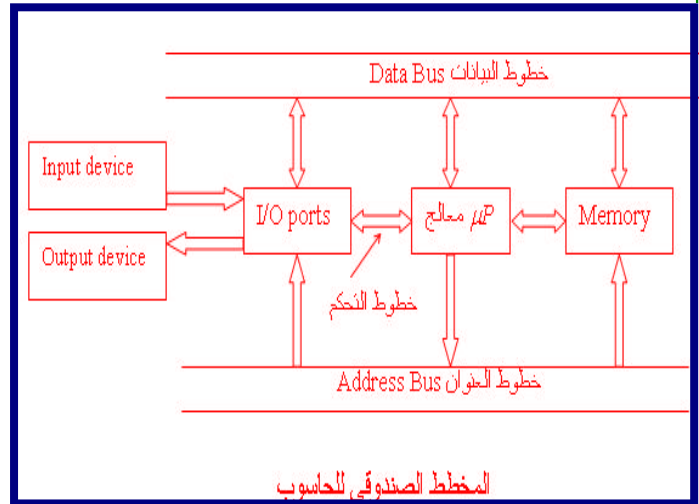 Data Bus خطوط البيانات
Input device
I/O ports
معالج μP
Memory
Output device
خطوط التحكم
Address Bus خطوط العنوان
المخطط الصندوقي للحاسوب